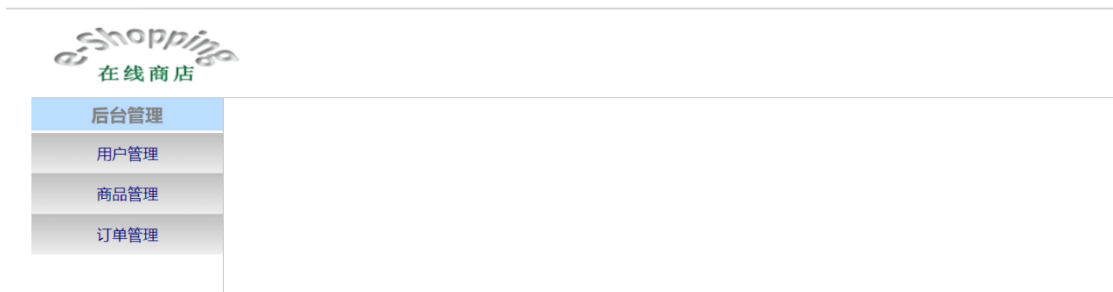 e-Shopping
在线商店
后台管理
用户管理
商品管理
订单管理